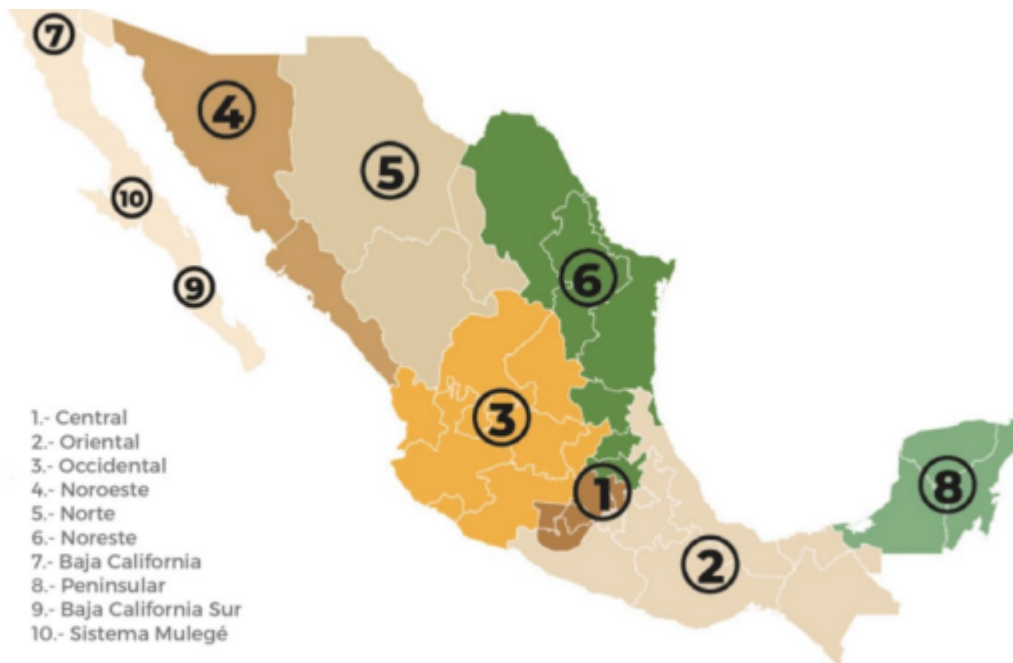 7
4
5
10
6
9
3
1
8
2
1.- Central
2.- Oriental
3.- Occidental
4.- Noroeste
5.- Norte
6.- Noreste
7.- Baja California
8.- Peninsular
9.- Baja California Sur
10.- Sistema Mulegé